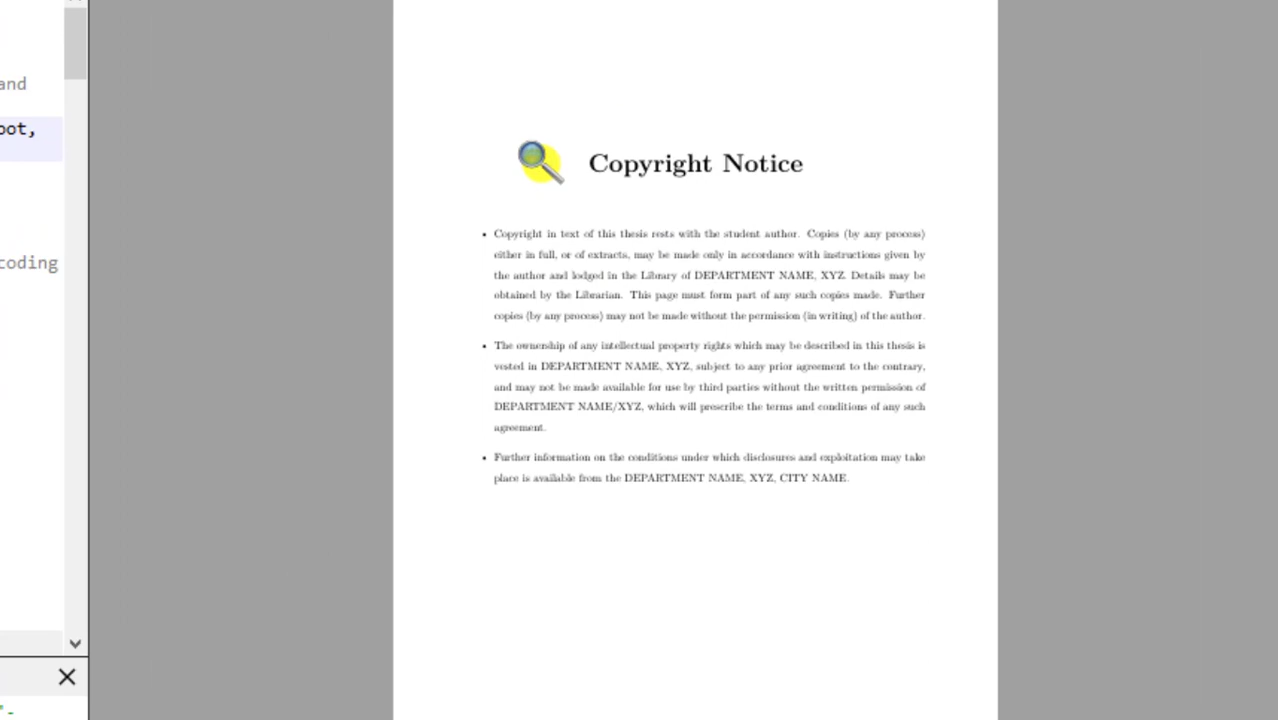 and
oot,
coding
Copyright Notice
• Copyright in text of this thesis rests with the student author. Copies (by any process)
either in full, or of extracts, may be made only in accordance with instructions given by
the author and lodged in the Library of DEPARTMENT NAME, XYZ. Details may be
obtained by the Librarian. This page must form part of any such copies made. Further
copies (by any process) may not be made without the permission (in writing) of the author.
• The ownership of any intellectual property rights which may be described in this thesis is
vested in DEPARTMENT NAME, XYZ, subject to any prior agreement to the contrary,
and may not be made available for use by third parties without the written permission of
DEPARTMENT NAME/XYZ, which will prescribe the terms and conditions of any such
agreement.
• Further information on the conditions under which disclosures and exploitation may take
place is available from the DEPARTMENT NAME, XYZ, CITY NAME.